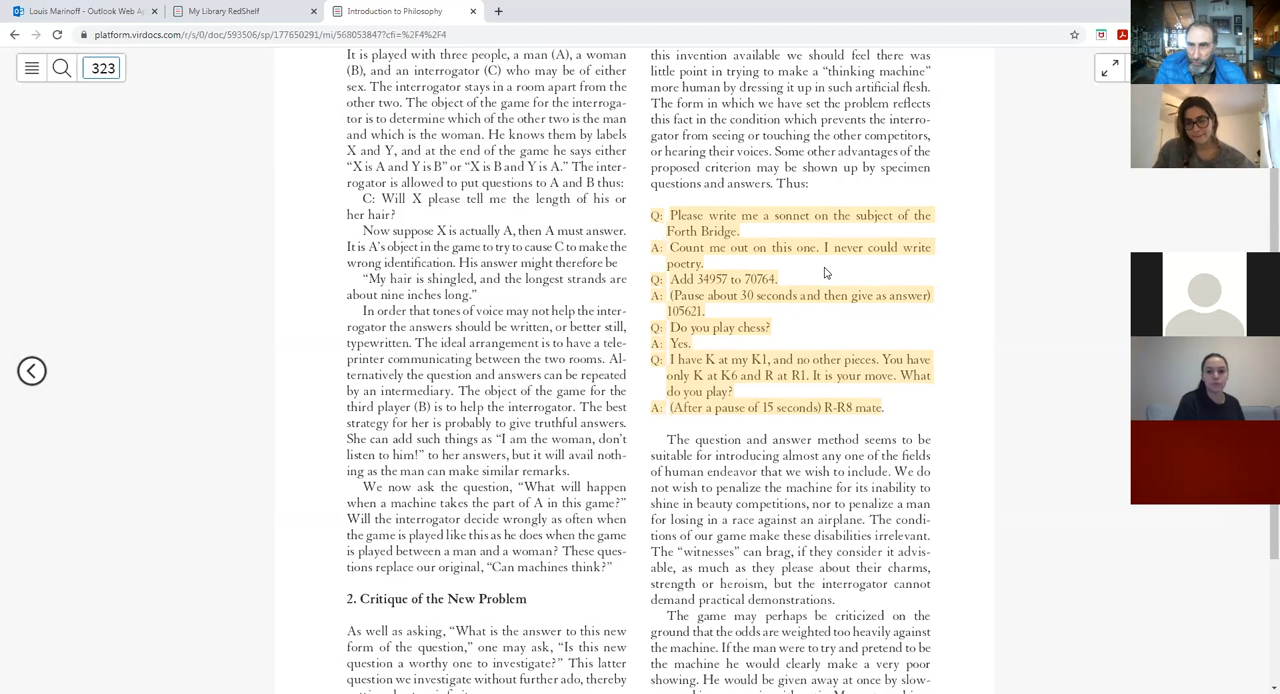 Louis Marinoff - Outlook Web Ap
My Library RedShelf
Introduction to Philosophy
platform.virdocs.com/r/s/0/doc/593506/sp/177650291/mi/568053847?cfi=%2F4%2F4
323
It is played with three people, a man (A), a woman
(B), and an interrogator (C) who may be of either
sex. The interrogator stays in a room apart from the
other two. The object of the game for the interroga-
tor is to determine which of the other two is the man
and which is the woman. He knows them by labels
X and Y, and at the end of the game he says either
“X is A and Y is B” or “X is B and Y is A.” The inter-
rogator is allowed to put questions to A and B thus:
C: Will X please tell me the length of his or
her hair?
Now suppose X is actually A, then A must answer.
It is A’s object in the game to try to cause C to make the
wrong identification. His answer might therefore be
“My hair is shingled, and the longest strands are
about nine inches long.”
In order that tones of voice may not help the inter-
rogator the answers should be written, or better still,
typewritten. The ideal arrangement is to have a tele-
printer communicating between the two rooms. Al-
ternatively the question and answers can be repeated
by an intermediary. The object of the game for the
third player (B) is to help the interrogator. The best
strategy for her is probably to give truthful answers.
She can add such things as “I am the woman, don’t
listen to him!” to her answers, but it will avail noth-
ing as the man can make similar remarks.
We now ask the question, “What will happen
when a machine takes the part of A in this game?”
Will the interrogator decide wrongly as often when
the game is played like this as he does when the game
is played between a man and a woman? These ques-
tions replace our original, “Can machines think?”
2. Critique of the New Problem
As well as asking, “What is the answer to this new
form of the question,” one may ask, “Is this new
question a worthy one to investigate?” This latter
question we investigate without further ado, thereby
this invention available we should feel there was
little point in trying to make a “thinking machine”
more human by dressing it up in such artificial flesh.
The form in which we have set the problem reflects
this fact in the condition which prevents the interro-
gator from seeing or touching the other competitors,
or hearing their voices. Some other advantages of the
proposed criterion may be shown up by specimen
questions and answers. Thus:
Q: Please write me a sonnet on the subject of the
Forth Bridge.
A: Count me out on this one. I never could write
poetry.
Q: Add 34957 to 70764.
A: (Pause about 30 seconds and then give as answer)
105621.
Q: Do you play chess?
A: Yes.
Q: I have K at my K1, and no other pieces. You have
only K at K6 and R at R1. It is your move. What
do you play?
A: (After a pause of 15 seconds) R-R8 mate.
The question and answer method seems to be
suitable for introducing almost any one of the fields
of human endeavor that we wish to include. We do
not wish to penalize the machine for its inability to
shine in beauty competitions, nor to penalize a man
for losing in a race against an airplane. The condi-
tions of our game make these disabilities irrelevant.
The “witnesses” can brag, if they consider it advis-
able, as much as they please about their charms,
strength or heroism, but the interrogator cannot
demand practical demonstrations.
The game may perhaps be criticized on the
ground that the odds are weighted too heavily against
the machine. If the man were to try and pretend to be
the machine he would clearly make a very poor
showing. He would be given away at once by slow-